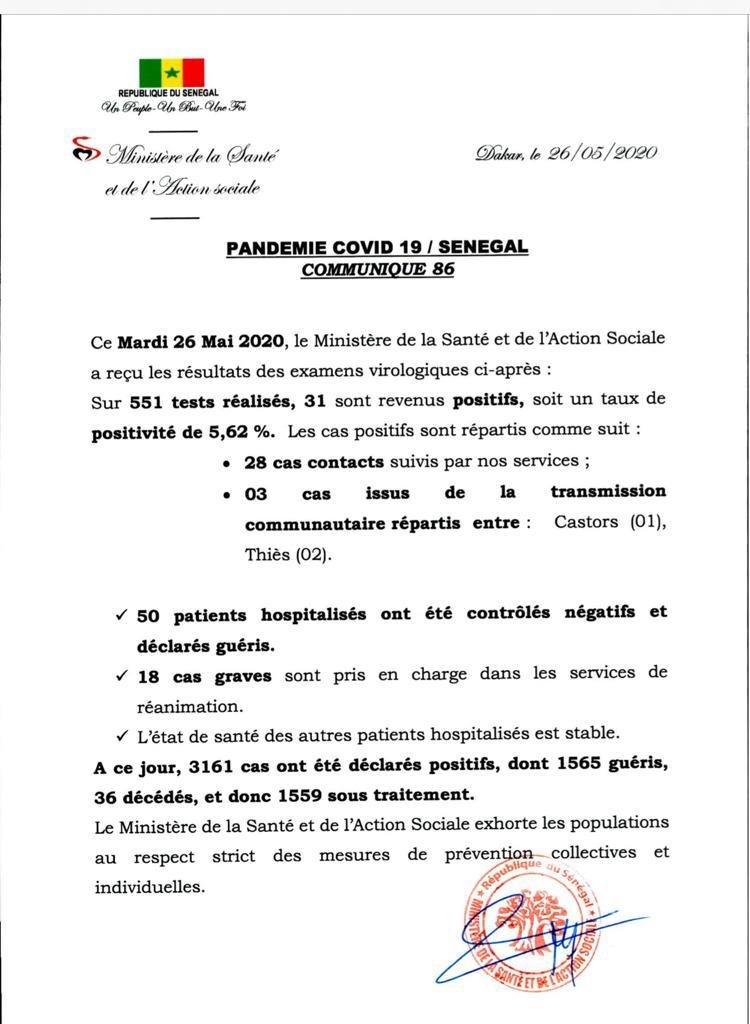 REPUBLIQUE DU SENEGAL
Un Peuple - Un But - Une Foi
Ministère de la Santé
et de l'Action sociale
Dakar, le 26/05/2020
PANDEMIE COVID 19 / SENEGAL
COMMUNIQUE 86
Ce Mardi 26 Mai 2020, le Ministère de la Santé et de l'Action Sociale
a reçu les résultats des examens virologiques ci-après :
Sur 551 tests réalisés, 31 sont revenus positifs, soit un taux de
positivité de 5,62 %. Les cas positifs sont répartis comme suit :
• 28 cas contacts suivis par nos services ;
• 03 cas issus de la transmission
communautaire répartis entre : Castors (01),
Thiès (02).
✓ 50 patients hospitalisés ont été contrôlés négatifs et
déclarés guéris.
✓ 18 cas graves sont pris en charge dans les services de
réanimation.
✓ L'état de santé des autres patients hospitalisés est stable.
A ce jour, 3161 cas ont été déclarés positifs, dont 1565 guéris,
36 décédés, et donc 1559 sous traitement.
Le Ministère de la Santé et de l'Action Sociale exhorte les populations
au respect strict des mesures de prévention collectives et
individuelles.
République du Sénégal
MINISTERE DE LA SANTÉ ET DE L'ACTION SOCIALE